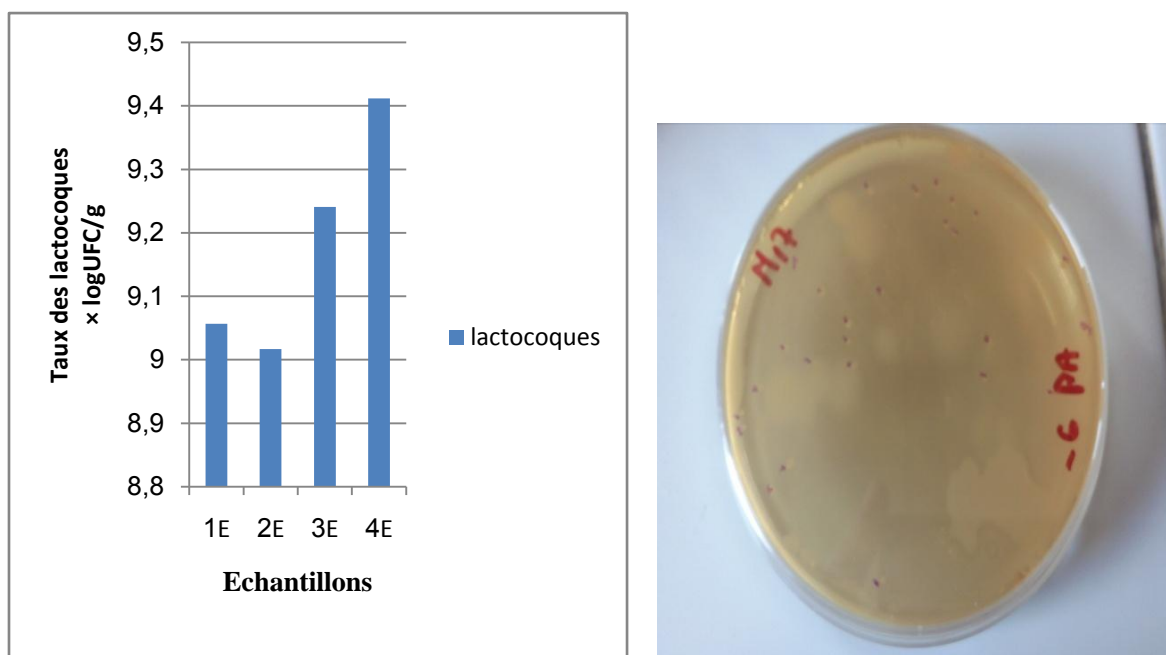 9,5
9,4
9,3
9,2
9,1
9
8,9
8,8
Taux des lactocoques
× logUFC/g
1E 2E 3E 4E
Echantillons
lactocoques
M17
-6 PA